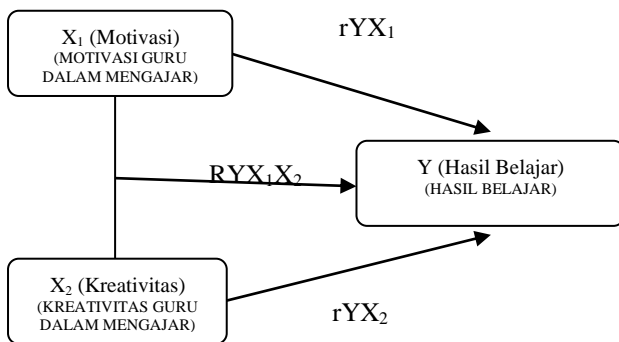 X₁ (Motivasi)
(MOTIVASI GURU
DALAM MENGAJAR)
rYX₁
RYX₁X₂
Y (Hasil Belajar)
(HASIL BELAJAR)
X₂ (Kreativitas)
(KREATIVITAS GURU
DALAM MENGAJAR)
rYX₂